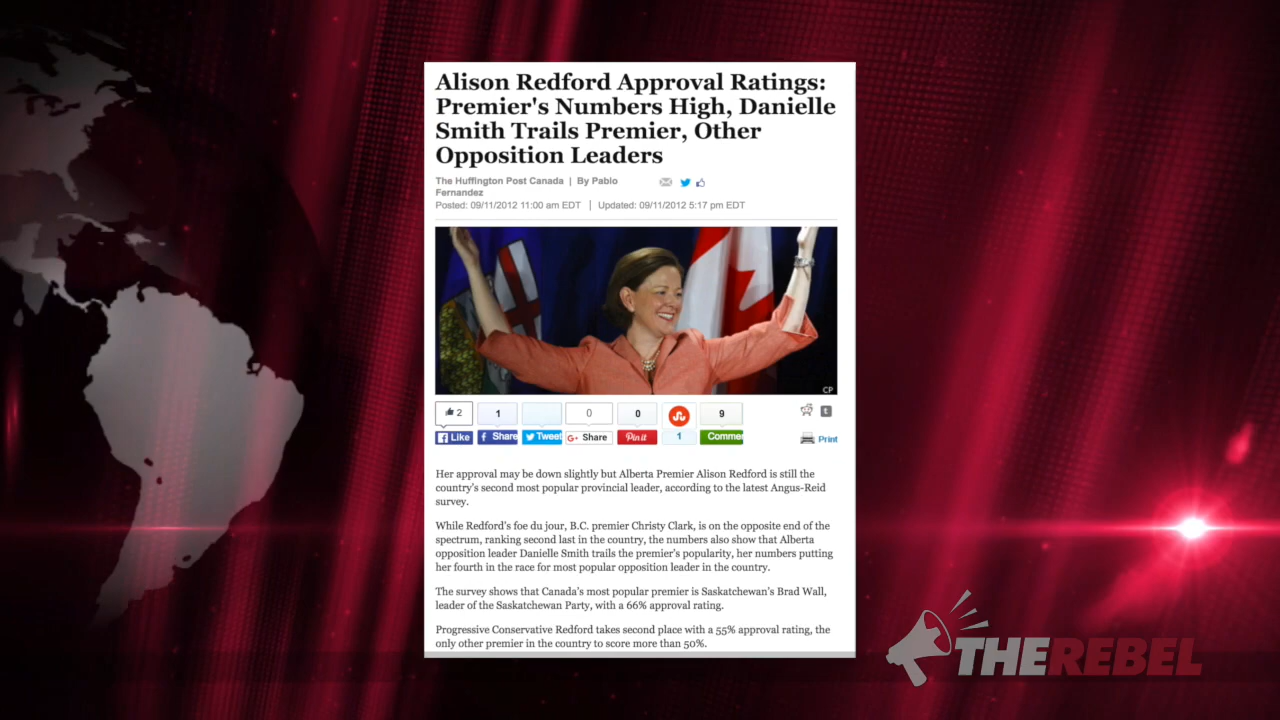 Alison Redford Approval Ratings:
Premier's Numbers High, Danielle
Smith Trails Premier, Other
Opposition Leaders
The Huffington Post Canada | By Pablo
Fernandez
Posted: 09/11/2012 11:00 am EDT | Updated: 09/11/2012 5:17 pm EDT
CP
2 1 0 0 9
Like Share Tweet G+ Share Pin it 1 Commen Print
Her approval may be down slightly but Alberta Premier Alison Redford is still the
country's second most popular provincial leader, according to the latest Angus-Reid
survey.
While Redford's foe du jour, B.C. premier Christy Clark, is on the opposite end of the
spectrum, ranking second last in the country, the numbers also show that Alberta
opposition leader Danielle Smith trails the premier's popularity, her numbers putting
her fourth in the race for most popular opposition leader in the country.
The survey shows that Canada's most popular premier is Saskatchewan's Brad Wall,
leader of the Saskatchewan Party, with a 66% approval rating.
Progressive Conservative Redford takes second place with a 55% approval rating, the
only other premier in the country to score more than 50%.
THEREBEL